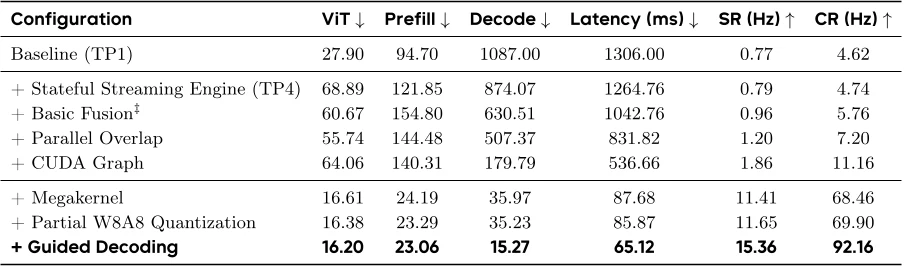 Configuration ViT ↓ Prefill ↓ Decode ↓ Latency (ms) ↓ SR (Hz) ↑ CR (Hz) ↑
Baseline (TP1) 27.90 94.70 1087.00 1306.00 0.77 4.62
+ Stateful Streaming Engine (TP4) 68.89 121.85 874.07 1264.76 0.79 4.74
+ Basic Fusion‡ 60.67 154.80 630.51 1042.76 0.96 5.76
+ Parallel Overlap 55.74 144.48 507.37 831.82 1.20 7.20
+ CUDA Graph 64.06 140.31 179.79 536.66 1.86 11.16
+ Megakernel 16.61 24.19 35.97 87.68 11.41 68.46
+ Partial W8A8 Quantization 16.38 23.29 35.23 85.87 11.65 69.90
+ Guided Decoding 16.20 23.06 15.27 65.12 15.36 92.16